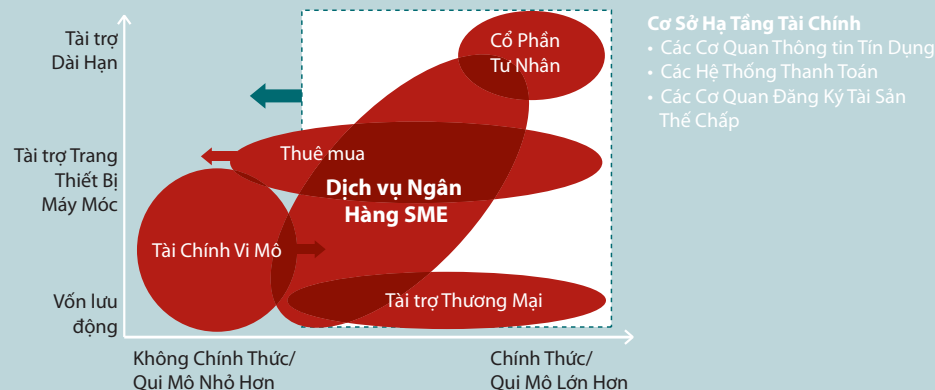 Tài trợ
Dài Hạn
Tài trợ Trang
Thiết Bị
Máy Móc
Vốn lưu
động
Cổ Phần
Tư Nhân
Thuê mua
Dịch vụ Ngân
Hàng SME
Tài Chính Vi Mô
Tài trợ Thương Mại
Không Chính Thức/
Qui Mô Nhỏ Hơn
Chính Thức/
Qui Mô Lớn Hơn
Cơ Sở Hạ Tầng Tài Chính
• Các Cơ Quan Thông tin Tín Dụng
• Các Hệ Thống Thanh Toán
• Các Cơ Quan Đăng Ký Tài Sản
Thế Chấp